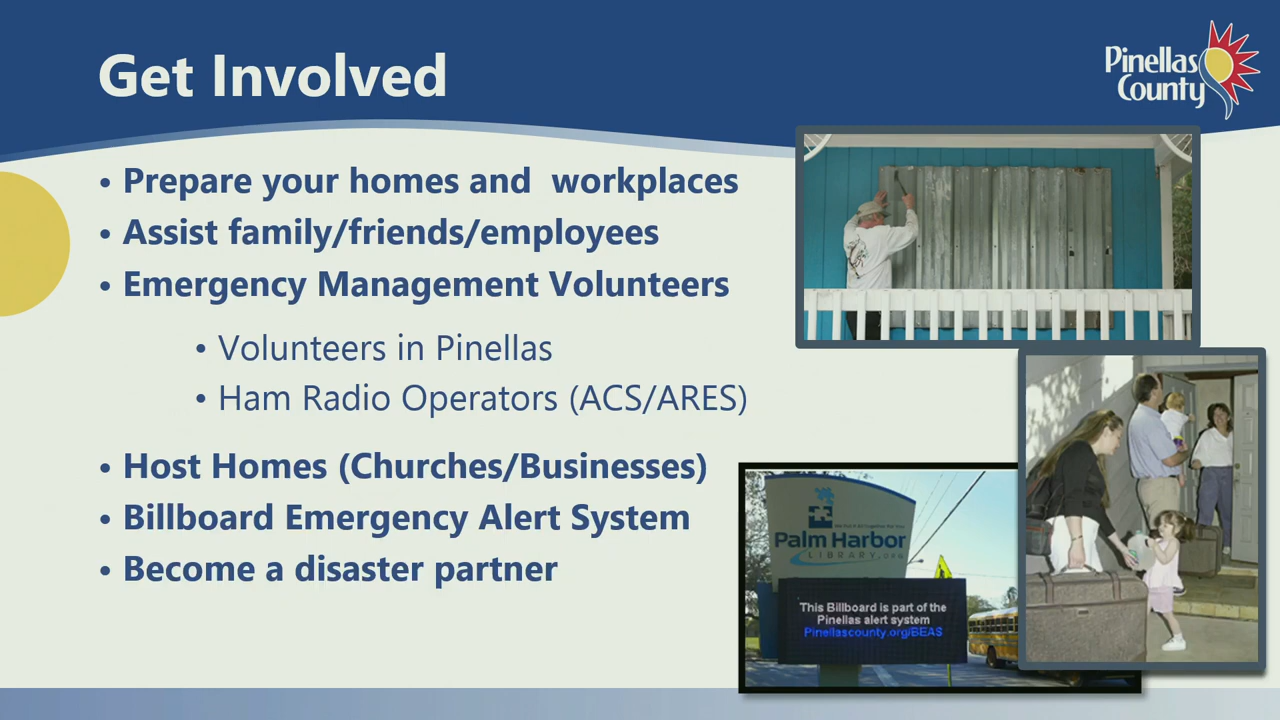 Get Involved
Pinellas
County
• Prepare your homes and  workplaces
• Assist family/friends/employees
• Emergency Management Volunteers
• Volunteers in Pinellas
• Ham Radio Operators (ACS/ARES)
• Host Homes (Churches/Businesses)
• Billboard Emergency Alert System
• Become a disaster partner
Palm Harbor
LIBRARY.ORG
This Billboard is part of the
Pinellas alert system
Pinellascounty.org/BEAS